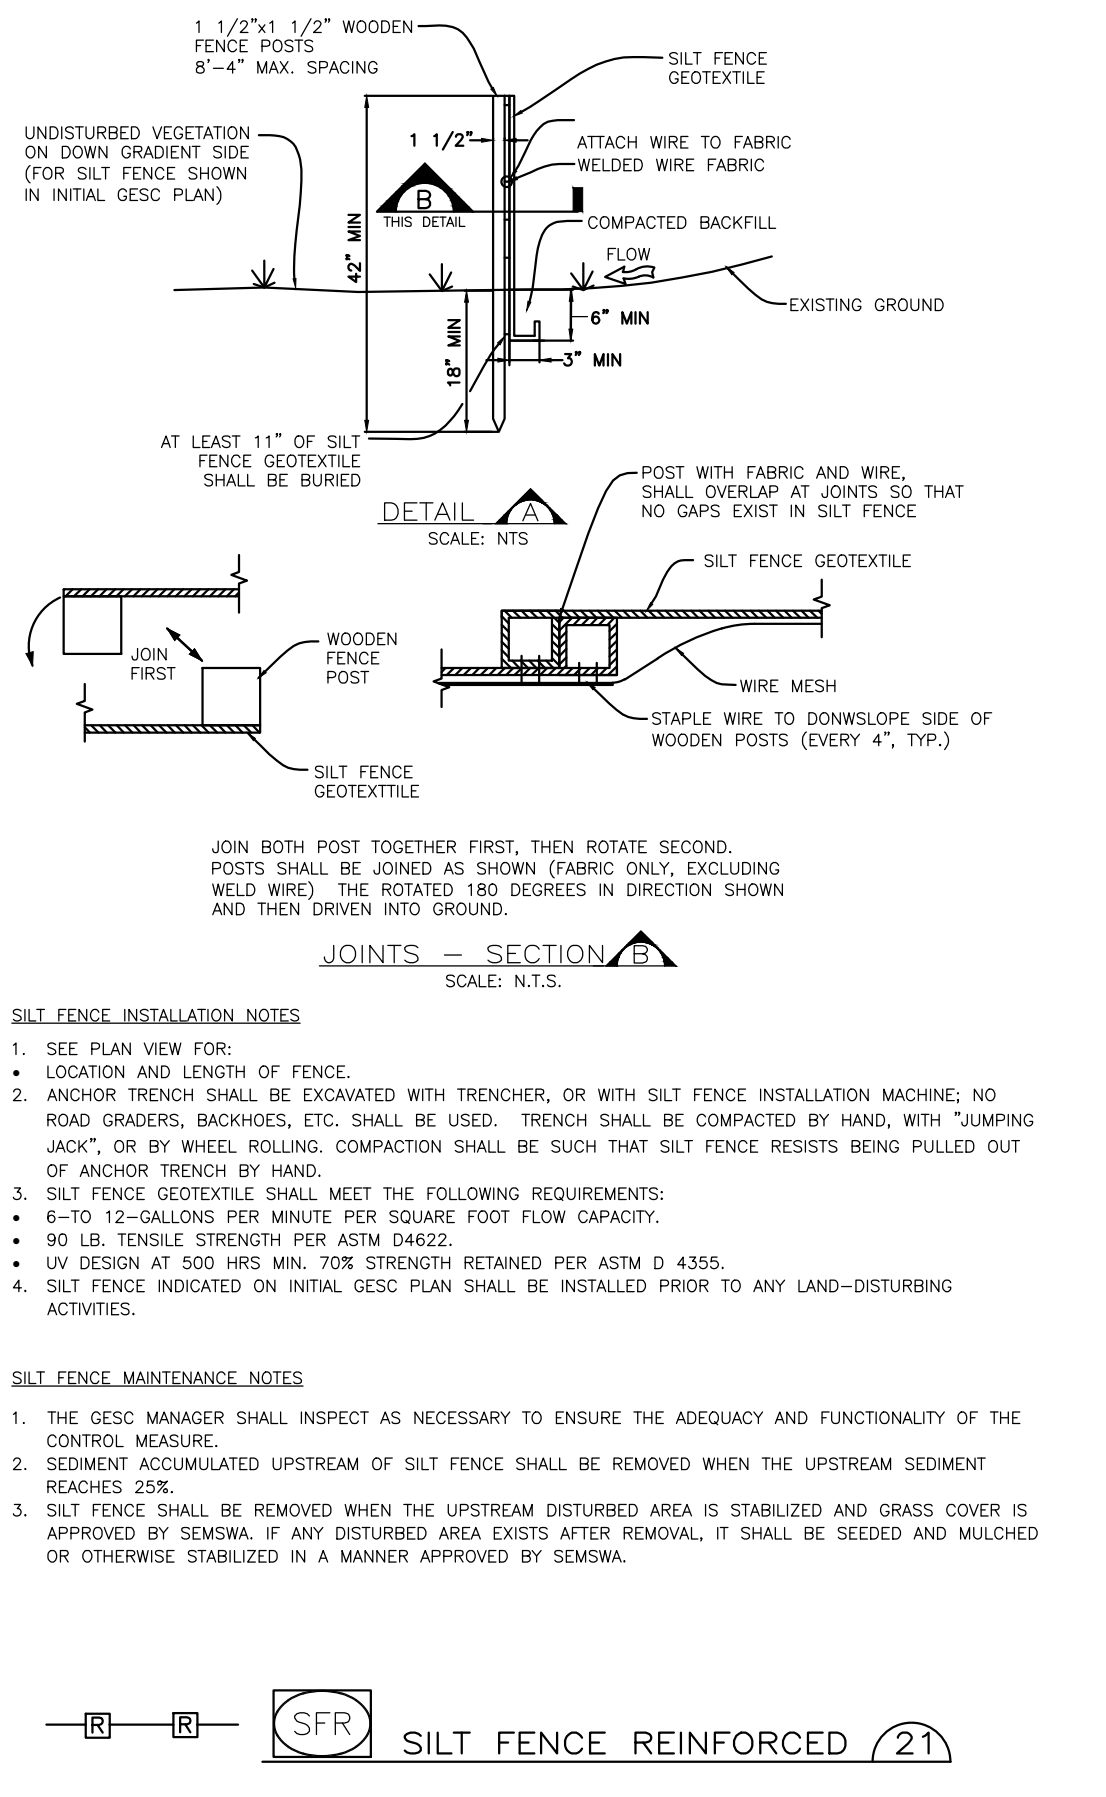 1 1/2"x1 1/2" WOODEN
FENCE POSTS
8'-4" MAX. SPACING
SILT FENCE
GEOTEXTILE
UNDISTURBED VEGETATION
ON DOWN GRADIENT SIDE
(FOR SILT FENCE SHOWN
IN INITIAL GESC PLAN)
1 1/2"
ATTACH WIRE TO FABRIC
WELDED WIRE FABRIC
B
THIS DETAIL
COMPACTED BACKFILL
42" MIN
FLOW
EXISTING GROUND
6" MIN
18" MIN
3" MIN
AT LEAST 11" OF SILT
FENCE GEOTEXTILE
SHALL BE BURIED
POST WITH FABRIC AND WIRE,
SHALL OVERLAP AT JOINTS SO THAT
NO GAPS EXIST IN SILT FENCE
DETAIL A
SCALE: NTS
SILT FENCE GEOTEXTILE
JOIN
FIRST
WOODEN
FENCE
POST
WIRE MESH
STAPLE WIRE TO DONWSLOPE SIDE OF
WOODEN POSTS (EVERY 4", TYP.)
SILT FENCE
GEOTEXTTILE
JOIN BOTH POST TOGETHER FIRST, THEN ROTATE SECOND.
POSTS SHALL BE JOINED AS SHOWN (FABRIC ONLY, EXCLUDING
WELD WIRE) THE ROTATED 180 DEGREES IN DIRECTION SHOWN
AND THEN DRIVEN INTO GROUND.
JOINTS - SECTION B
SCALE: N.T.S.
SILT FENCE INSTALLATION NOTES
1. SEE PLAN VIEW FOR:
• LOCATION AND LENGTH OF FENCE.
2. ANCHOR TRENCH SHALL BE EXCAVATED WITH TRENCHER, OR WITH SILT FENCE INSTALLATION MACHINE; NO
ROAD GRADERS, BACKHOES, ETC. SHALL BE USED. TRENCH SHALL BE COMPACTED BY HAND, WITH "JUMPING
JACK", OR BY WHEEL ROLLING. COMPACTION SHALL BE SUCH THAT SILT FENCE RESISTS BEING PULLED OUT
OF ANCHOR TRENCH BY HAND.
3. SILT FENCE GEOTEXTILE SHALL MEET THE FOLLOWING REQUIREMENTS:
• 6-TO 12-GALLONS PER MINUTE PER SQUARE FOOT FLOW CAPACITY.
• 90 LB. TENSILE STRENGTH PER ASTM D4622.
• UV DESIGN AT 500 HRS MIN. 70% STRENGTH RETAINED PER ASTM D 4355.
4. SILT FENCE INDICATED ON INITIAL GESC PLAN SHALL BE INSTALLED PRIOR TO ANY LAND-DISTURBING
ACTIVITIES.
SILT FENCE MAINTENANCE NOTES
1. THE GESC MANAGER SHALL INSPECT AS NECESSARY TO ENSURE THE ADEQUACY AND FUNCTIONALITY OF THE
CONTROL MEASURE.
2. SEDIMENT ACCUMULATED UPSTREAM OF SILT FENCE SHALL BE REMOVED WHEN THE UPSTREAM SEDIMENT
REACHES 25%.
3. SILT FENCE SHALL BE REMOVED WHEN THE UPSTREAM DISTURBED AREA IS STABILIZED AND GRASS COVER IS
APPROVED BY SEMSWA. IF ANY DISTURBED AREA EXISTS AFTER REMOVAL, IT SHALL BE SEEDED AND MULCHED
OR OTHERWISE STABILIZED IN A MANNER APPROVED BY SEMSWA.
R R SFR SILT FENCE REINFORCED 21